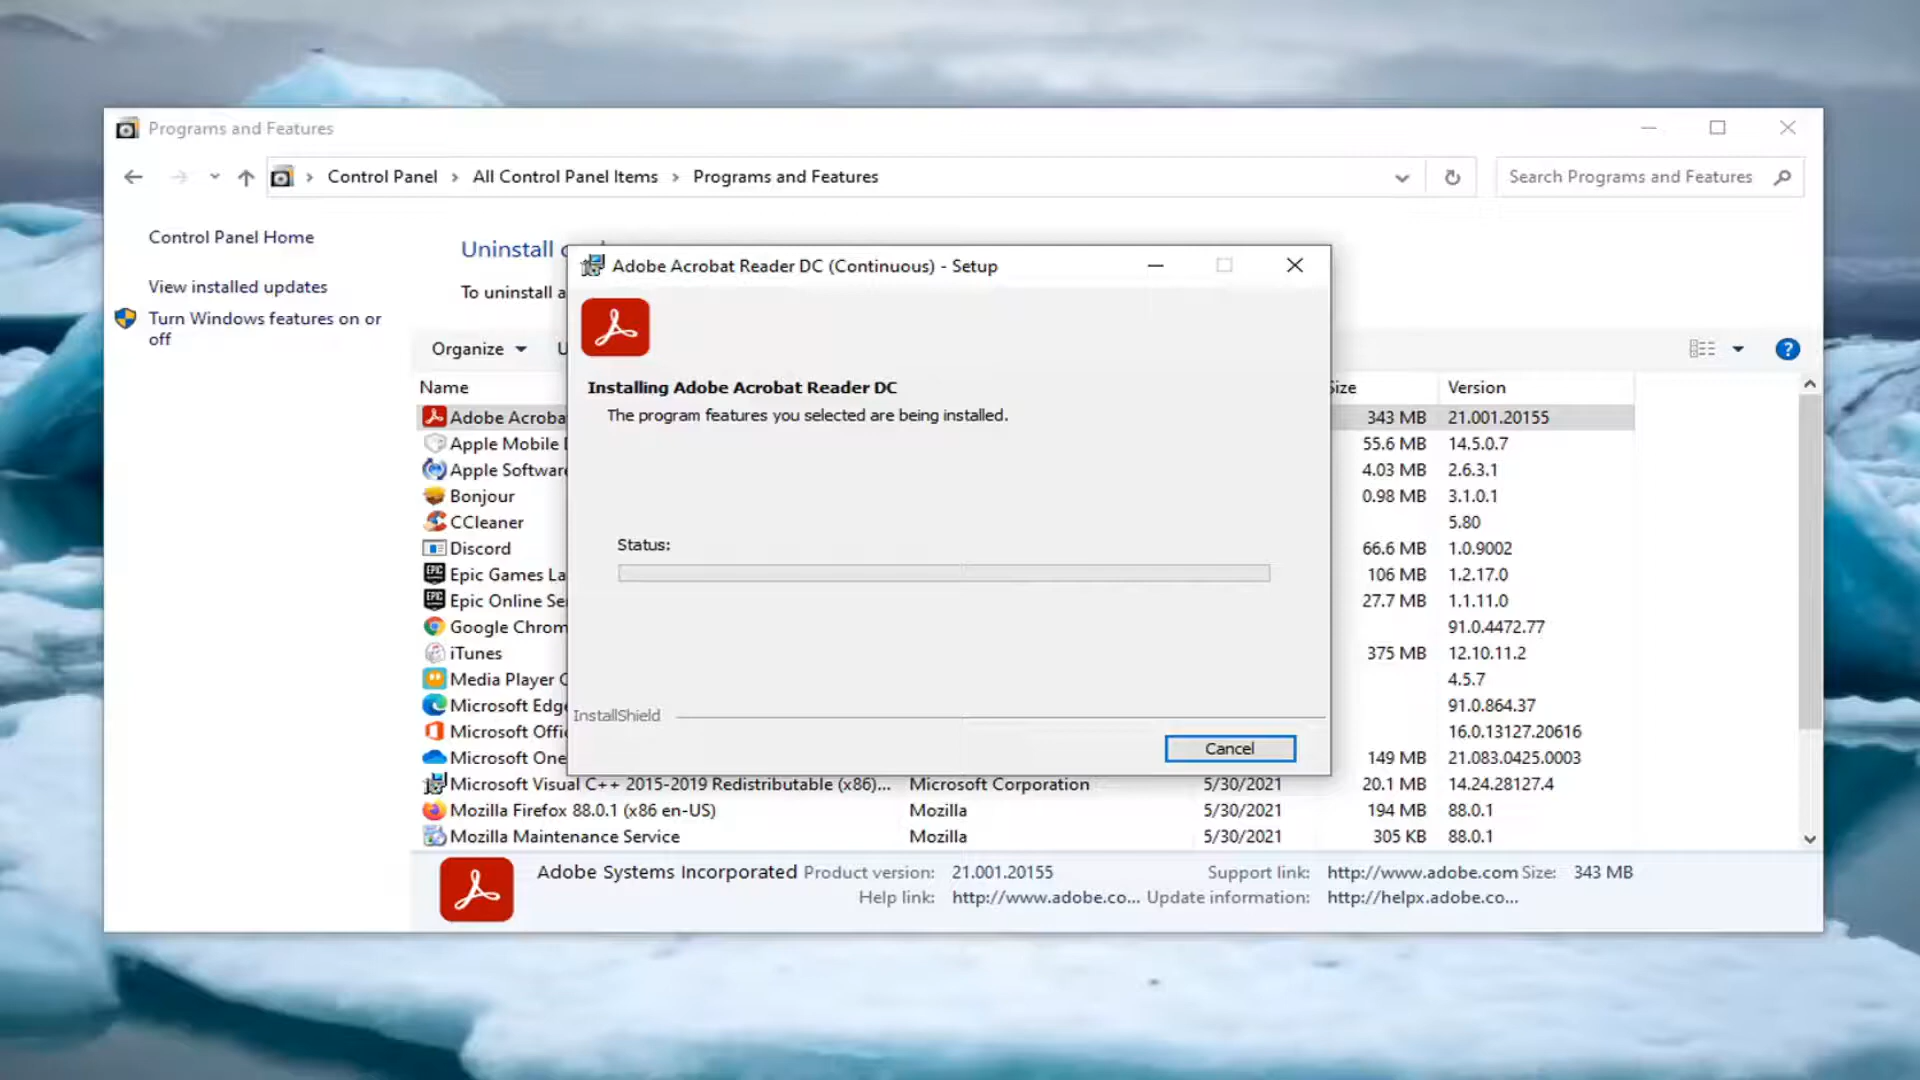 Programs and Features
Control Panel > All Control Panel Items > Programs and Features
Search Programs and Features
Control Panel Home
View installed updates
Turn Windows features on or
off
Uninstall
To uninstall a
Adobe Acrobat Reader DC (Continuous) - Setup
Installing Adobe Acrobat Reader DC
The program features you selected are being installed.
Status:
InstallShield
Cancel
Organize
Name Size Version
Adobe Acroba 343 MB 21.001.20155
Apple Mobile 55.6 MB 14.5.0.7
Apple Software 4.03 MB 2.6.3.1
Bonjour 0.98 MB 3.1.0.1
CCleaner 5.80
Discord 66.6 MB 1.0.9002
Epic Games La 106 MB 1.2.17.0
Epic Online Se 27.7 MB 1.1.11.0
Google Chrom 91.0.4472.77
iTunes 375 MB 12.10.11.2
Media Player C 4.5.7
Microsoft Edge 91.0.864.37
Microsoft Offi 16.0.13127.20616
Microsoft One 149 MB 21.083.0425.0003
Microsoft Visual C++ 2015-2019 Redistributable (x86)... Microsoft Corporation 5/30/2021 20.1 MB 14.24.28127.4
Mozilla Firefox 88.0.1 (x86 en-US) Mozilla 5/30/2021 194 MB 88.0.1
Mozilla Maintenance Service Mozilla 5/30/2021 305 KB 88.0.1
Adobe Systems Incorporated Product version: 21.001.20155 Support link: http://www.adobe.com Size: 343 MB
Help link: http://www.adobe.co... Update information: http://helpx.adobe.co...